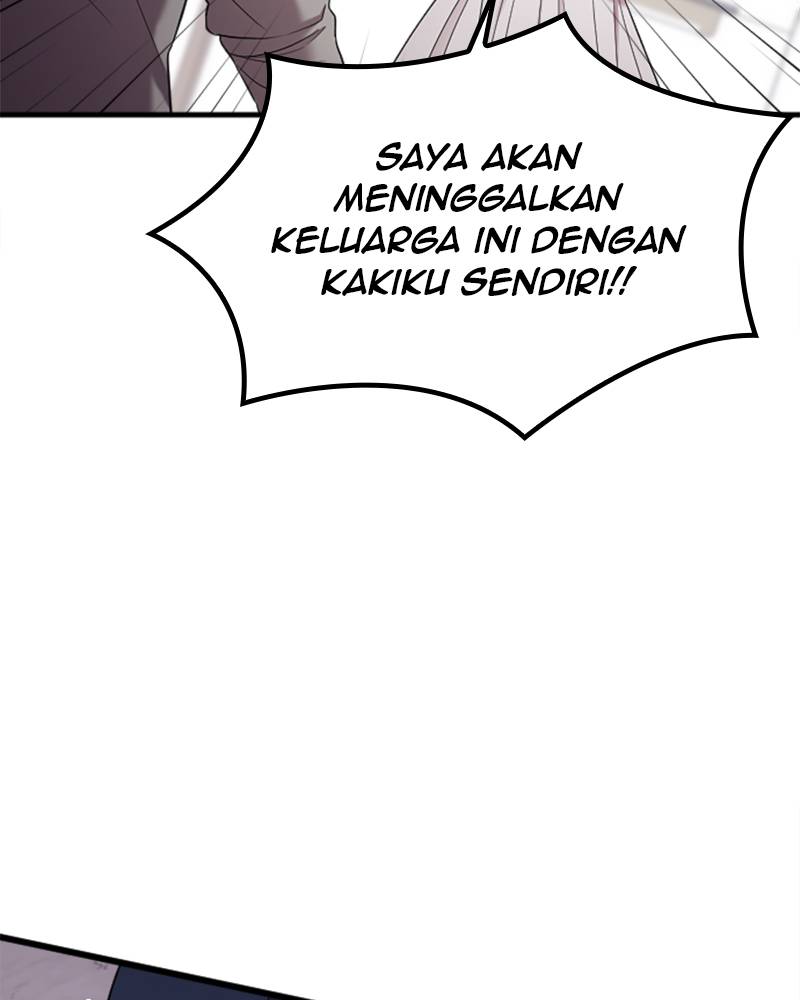 SAYA AKAN
MENINGGALKAN
KELUARGA INI DENGAN
KAKIKU SENDIRI!!